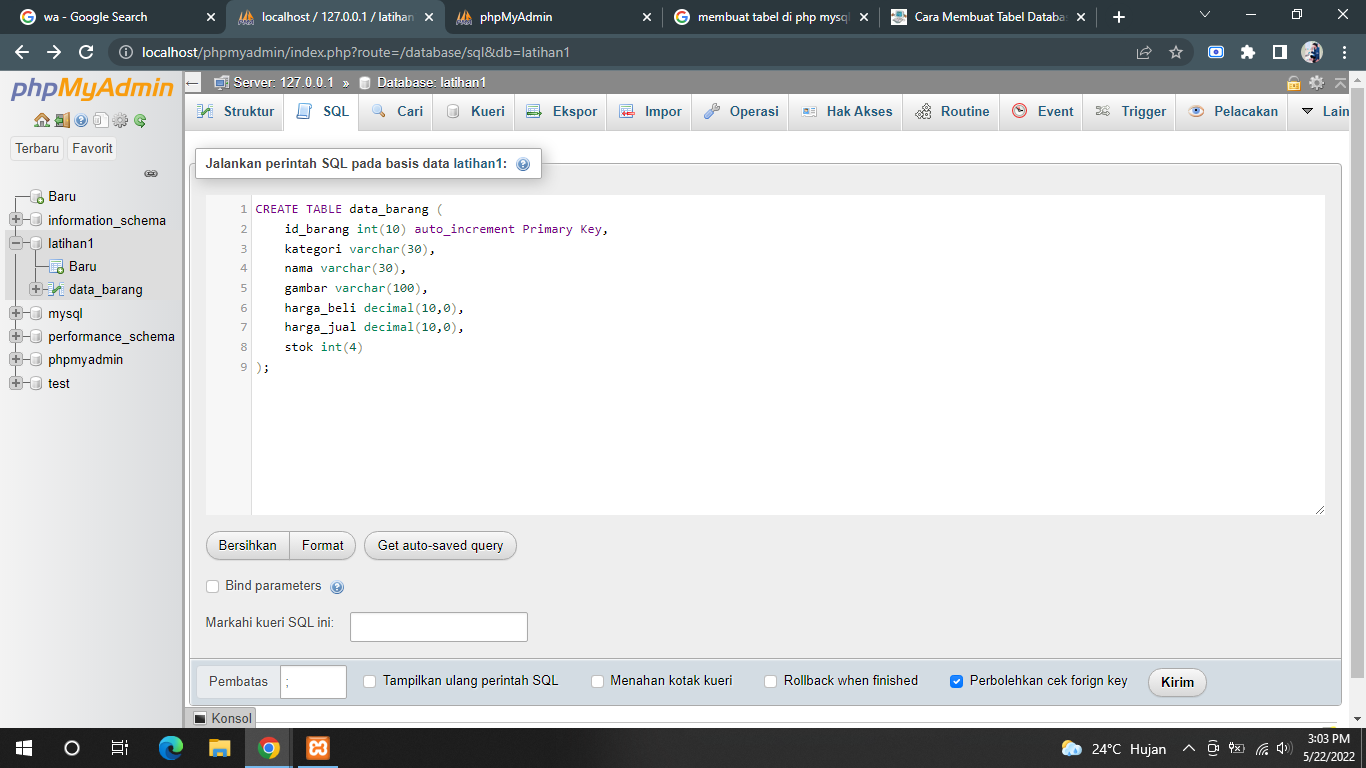 wa - Google Search
localhost / 127.0.0.1 / latihan
phpMyAdmin
membuat tabel di php mysql
Cara Membuat Tabel Databas
localhost/phpmyadmin/index.php?route=/database/sql&db=latihan1
phpMyAdmin
Terbaru Favorit
Baru
information_schema
latihan1
Baru
data_barang
mysql
performance_schema
phpmyadmin
test
Server: 127.0.0.1 » Database: latihan1
Struktur SQL Cari Kueri Ekspor Impor Operasi Hak Akses Routine Event Trigger Pelacakan Lain
Jalankan perintah SQL pada basis data latihan1:
1 CREATE TABLE data_barang (
2 id_barang int(10) auto_increment Primary Key,
3 kategori varchar(30),
4 nama varchar(30),
5 gambar varchar(100),
6 harga_beli decimal(10,0),
7 harga_jual decimal(10,0),
8 stok int(4)
9 );
Bersihkan Format Get auto-saved query
Bind parameters
Markahi kueri SQL ini:
Pembatas ; Tampilkan ulang perintah SQL Menahan kotak kueri Rollback when finished Perbolehkan cek forign key Kirim
Konsol
24°C Hujan
3:03 PM
5/22/2022